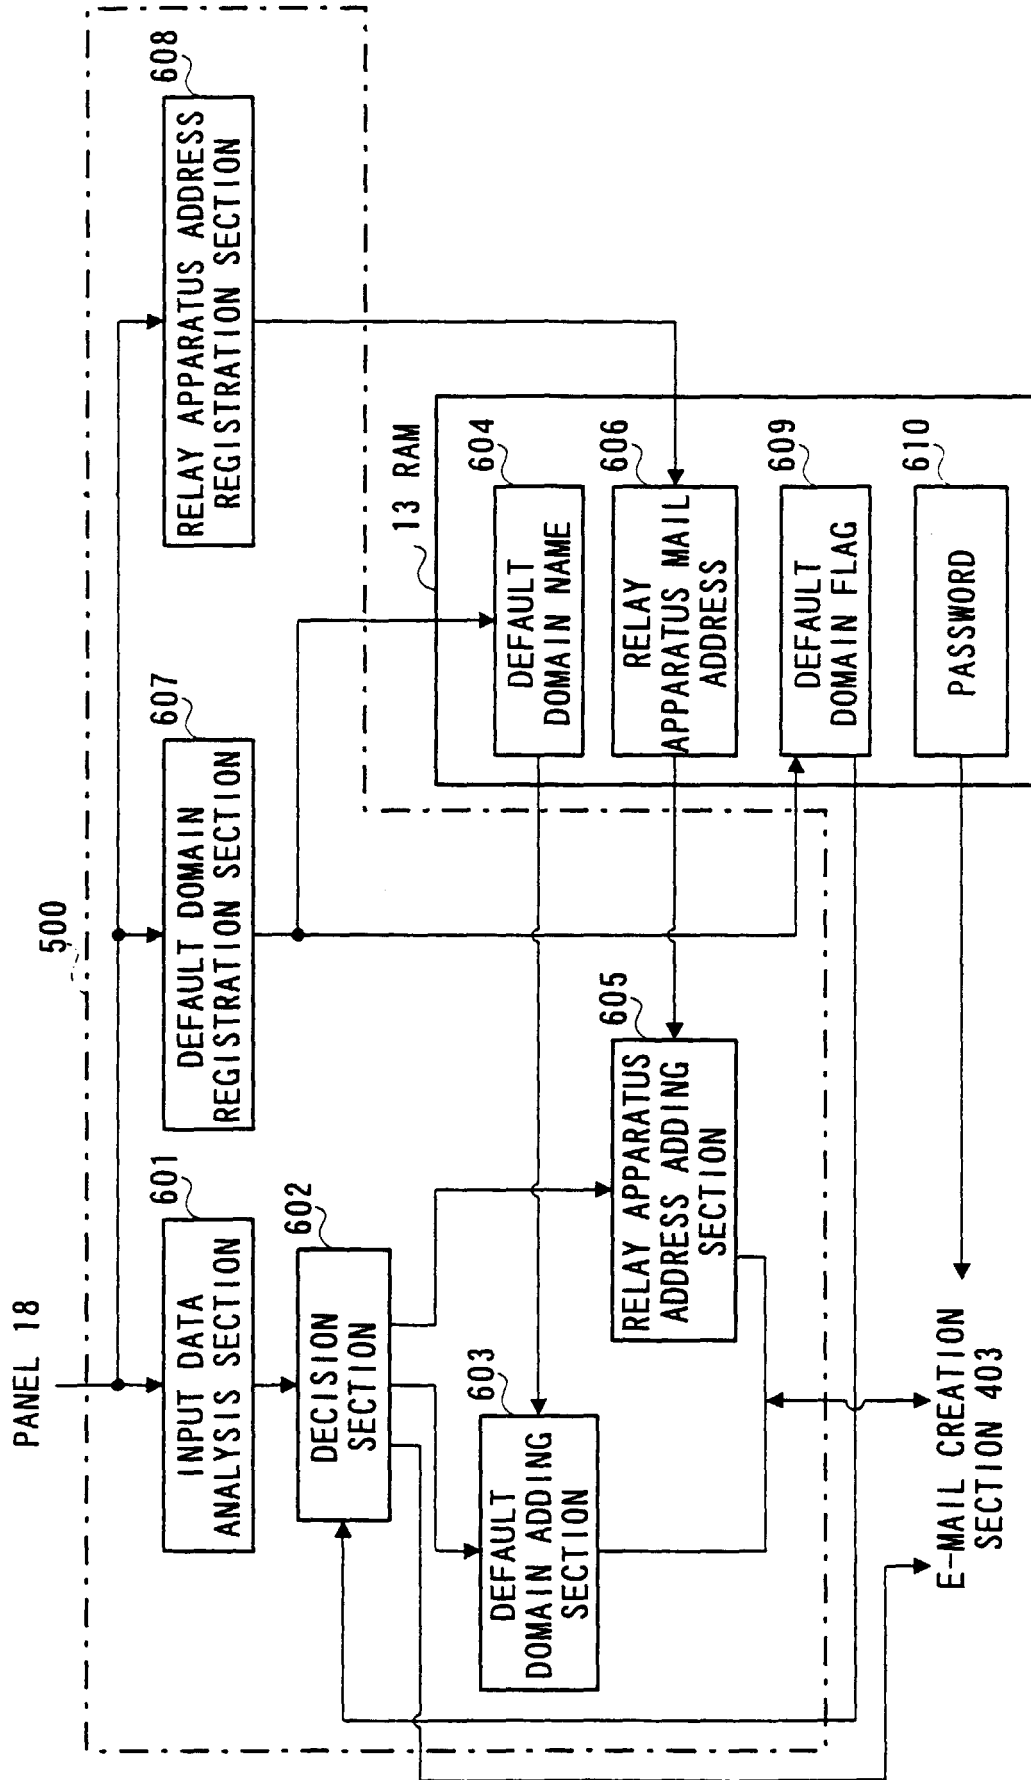 PANEL 18
500
601
INPUT DATA
ANALYSIS SECTION
607
DEFAULT DOMAIN
REGISTRATION SECTION
608
RELAY APPARATUS ADDRESS
REGISTRATION SECTION
602
DECISION
SECTION
603
DEFAULT
DOMAIN ADDING
SECTION
605
RELAY APPARATUS
ADDRESS ADDING
SECTION
13 RAM
604
DEFAULT
DOMAIN NAME
606
RELAY
APPARATUS MAIL
ADDRESS
609
DEFAULT
DOMAIN FLAG
610
PASSWORD
E-MAIL CREATION
SECTION 403